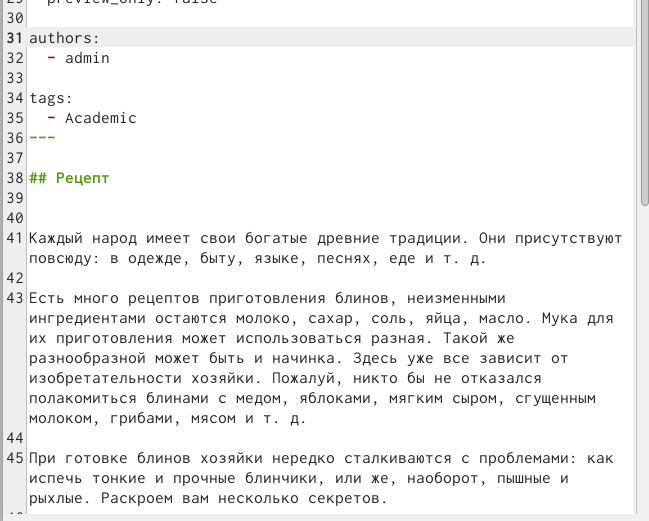 29 preview_only: false
30
31 authors:
32 - admin
33
34 tags:
35 - Academic
36 ---
37
38 ## Рецепт
39
40
41 Каждый народ имеет свои богатые древние традиции. Они присутствуют
повсюду: в одежде, быту, языке, песнях, еде и т. д.
42
43 Есть много рецептов приготовления блинов, неизменными
ингредиентами остаются молоко, сахар, соль, яйца, масло. Мука для
их приготовления может использоваться разная. Такой же
разнообразной может быть и начинка. Здесь уже все зависит от
изобретательности хозяйки. Пожалуй, никто бы не отказался
полакомиться блинами с медом, яблоками, мягким сыром, сгущенным
молоком, грибами, мясом и т. д.
44
45 При готовке блинов хозяйки нередко сталкиваются с проблемами: как
испечь тонкие и прочные блинчики, или же, наоборот, пышные и
рыхлые. Раскроем вам несколько секретов.